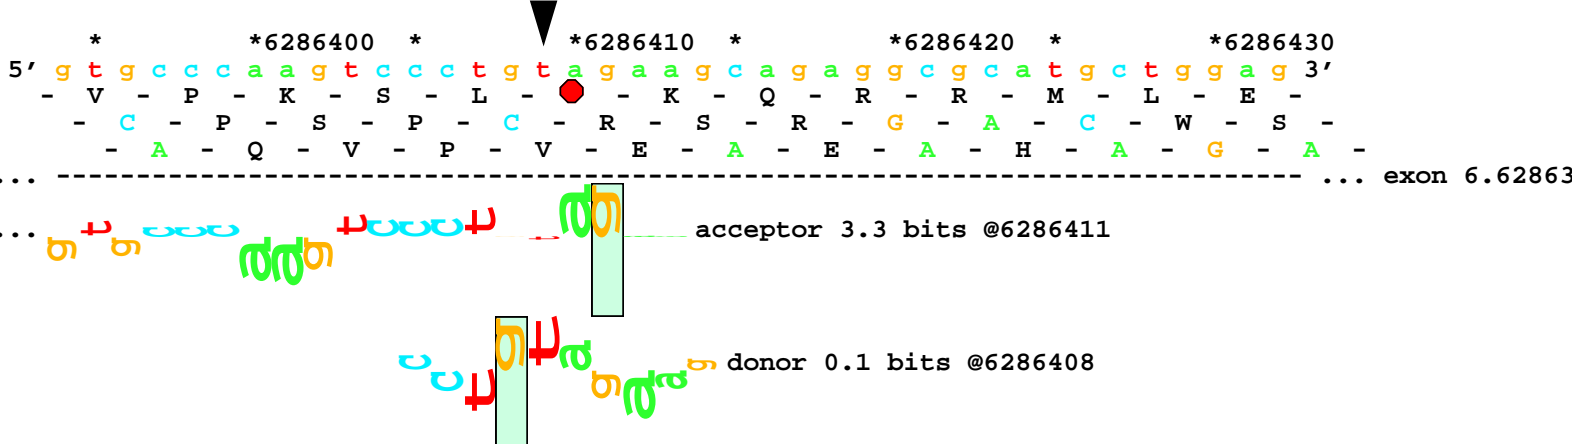 * *6286400 * *6286410 * *6286420 * *6286430
5' g t g c c c a a g t c c c t g t a g a a g c a g a g g c g c a t g c t g g a g 3'
- V - P - K - S - L - - K - Q - R - R - M - L - E -
- C - P - S - P - C - R - S - R - G - A - C - W - S -
- A - Q - V - P - V - E - A - E - A - H - A - G - A -
... ------------------------------------------------------------------------------ ... exon 6.62863
... g t g c c c a a g t c c c t t a g acceptor 3.3 bits @6286411
c c t g t a g a a g donor 0.1 bits @6286408